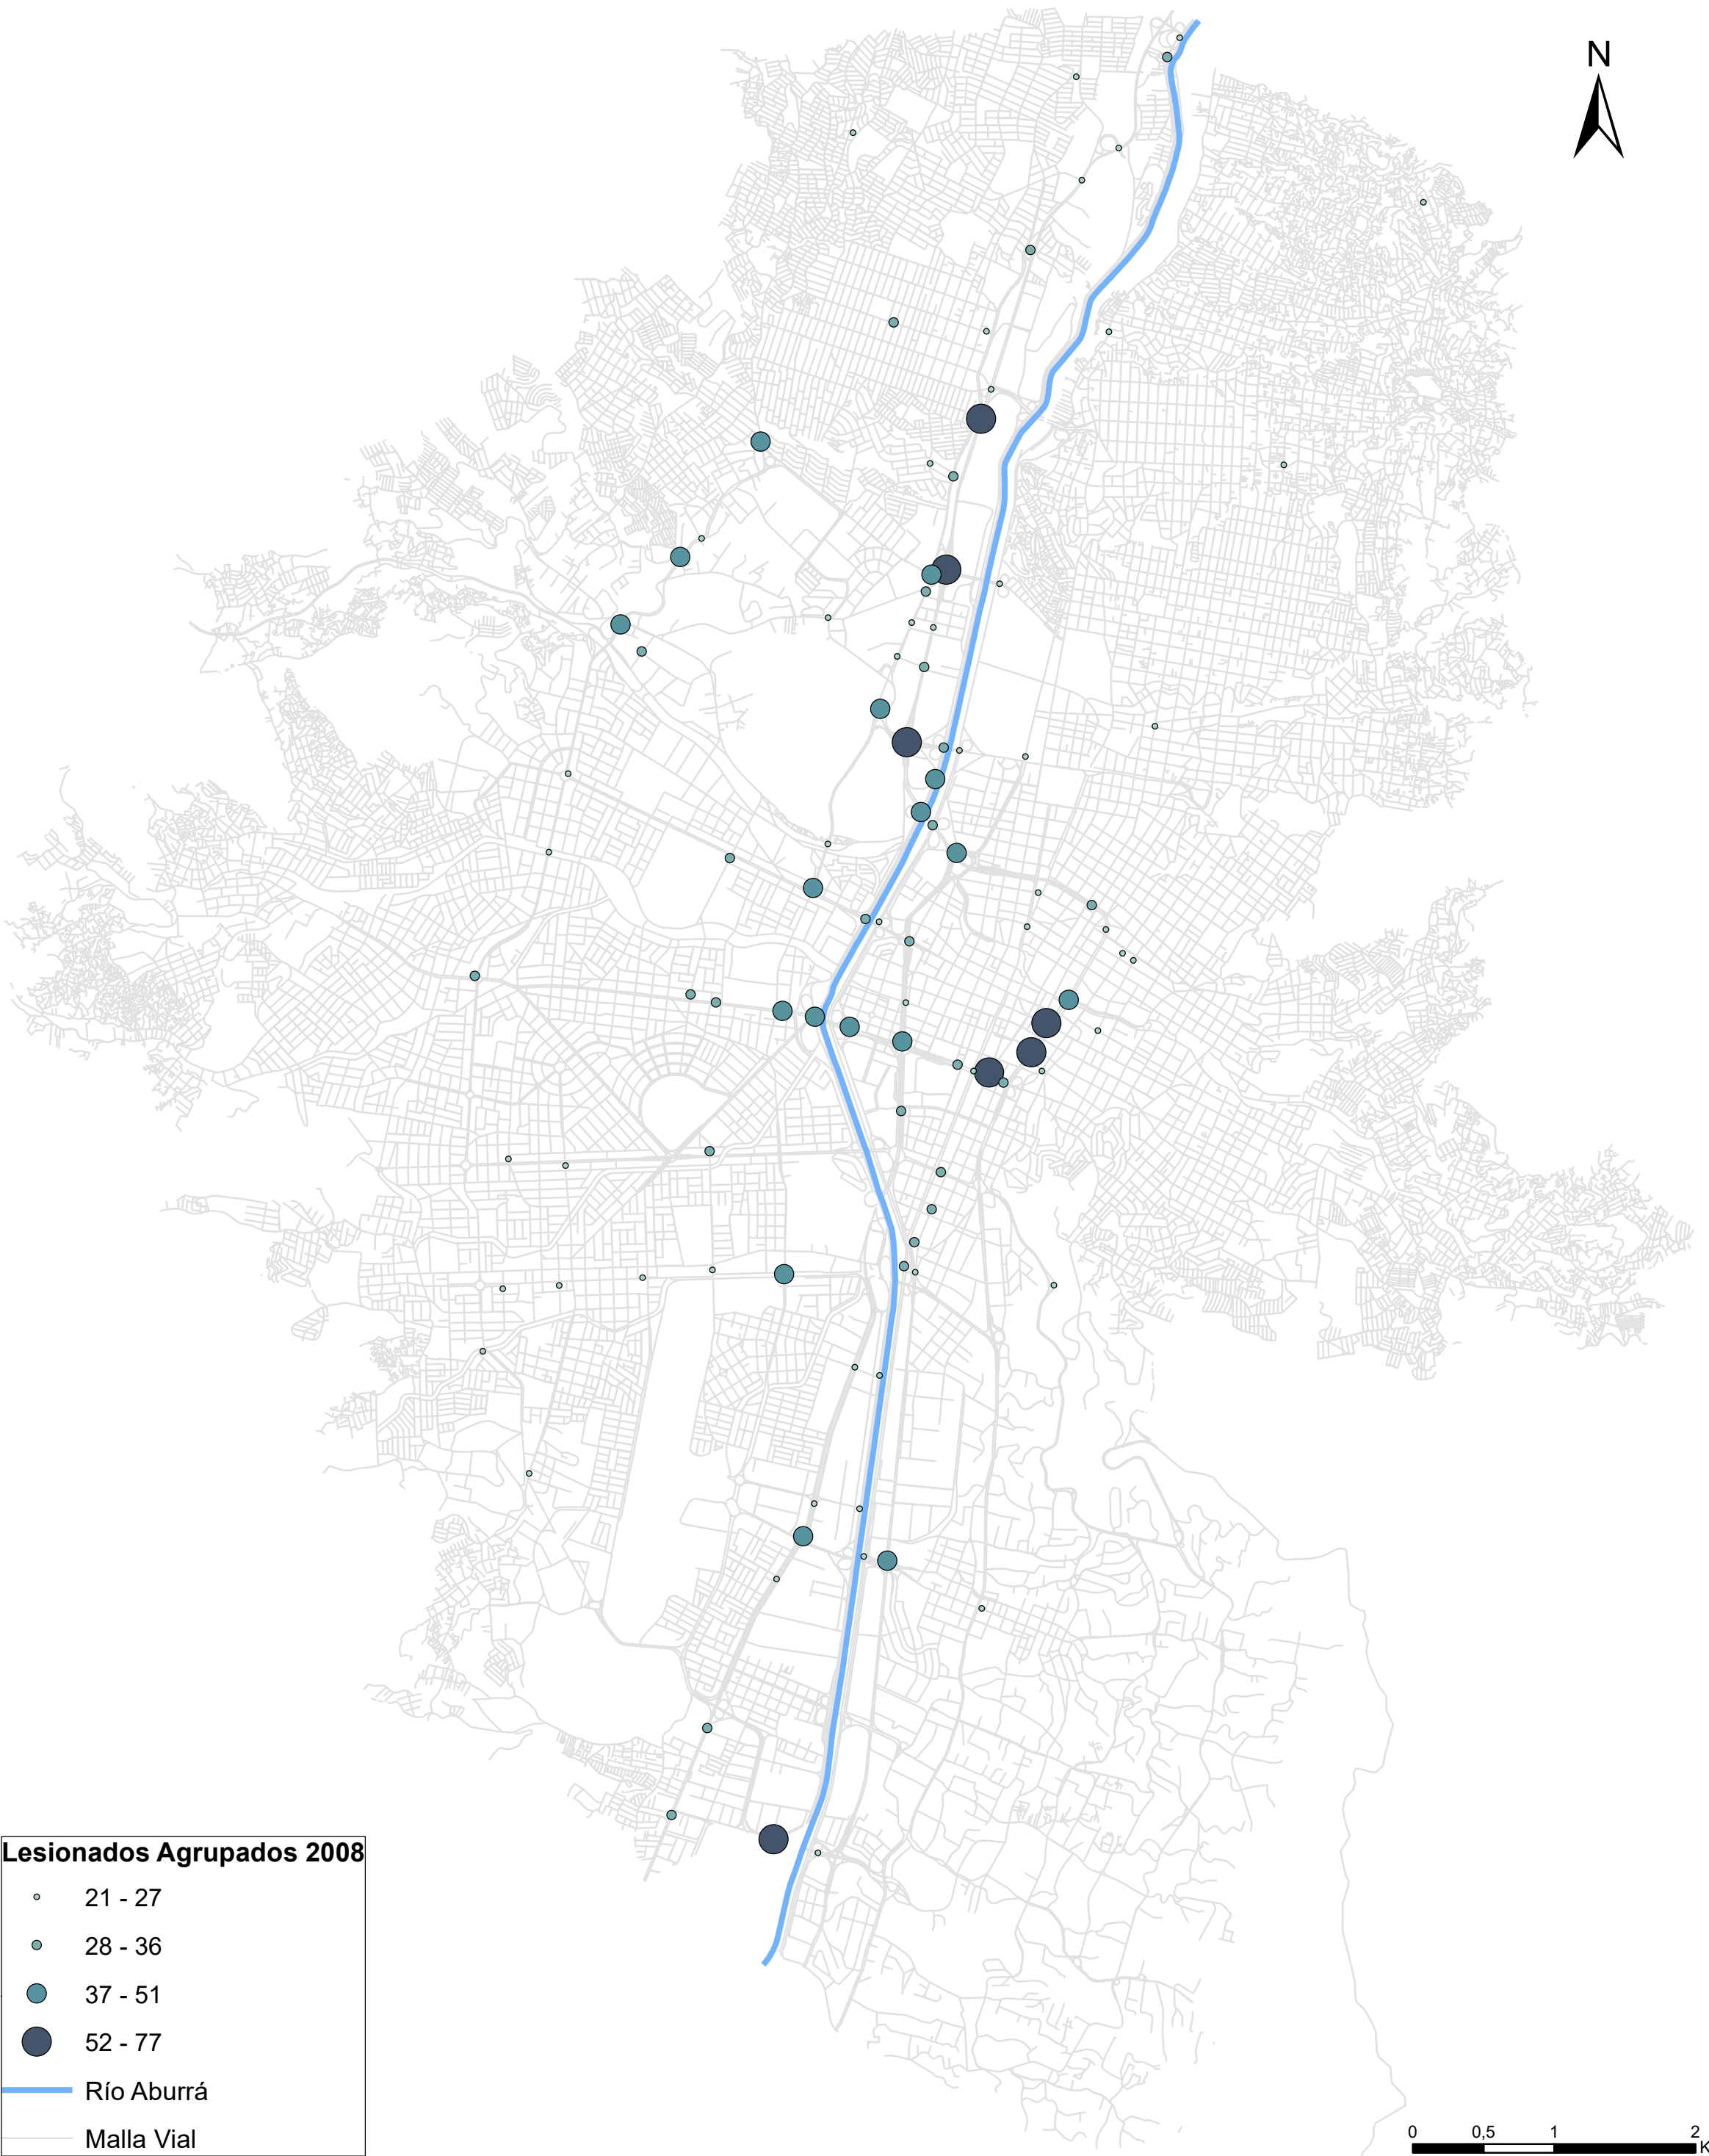 N
Lesionados Agrupados 2008
21 - 27
28 - 36
37 - 51
52 - 77
Río Aburrá
Malla Vial
0 0,5 1 2
K